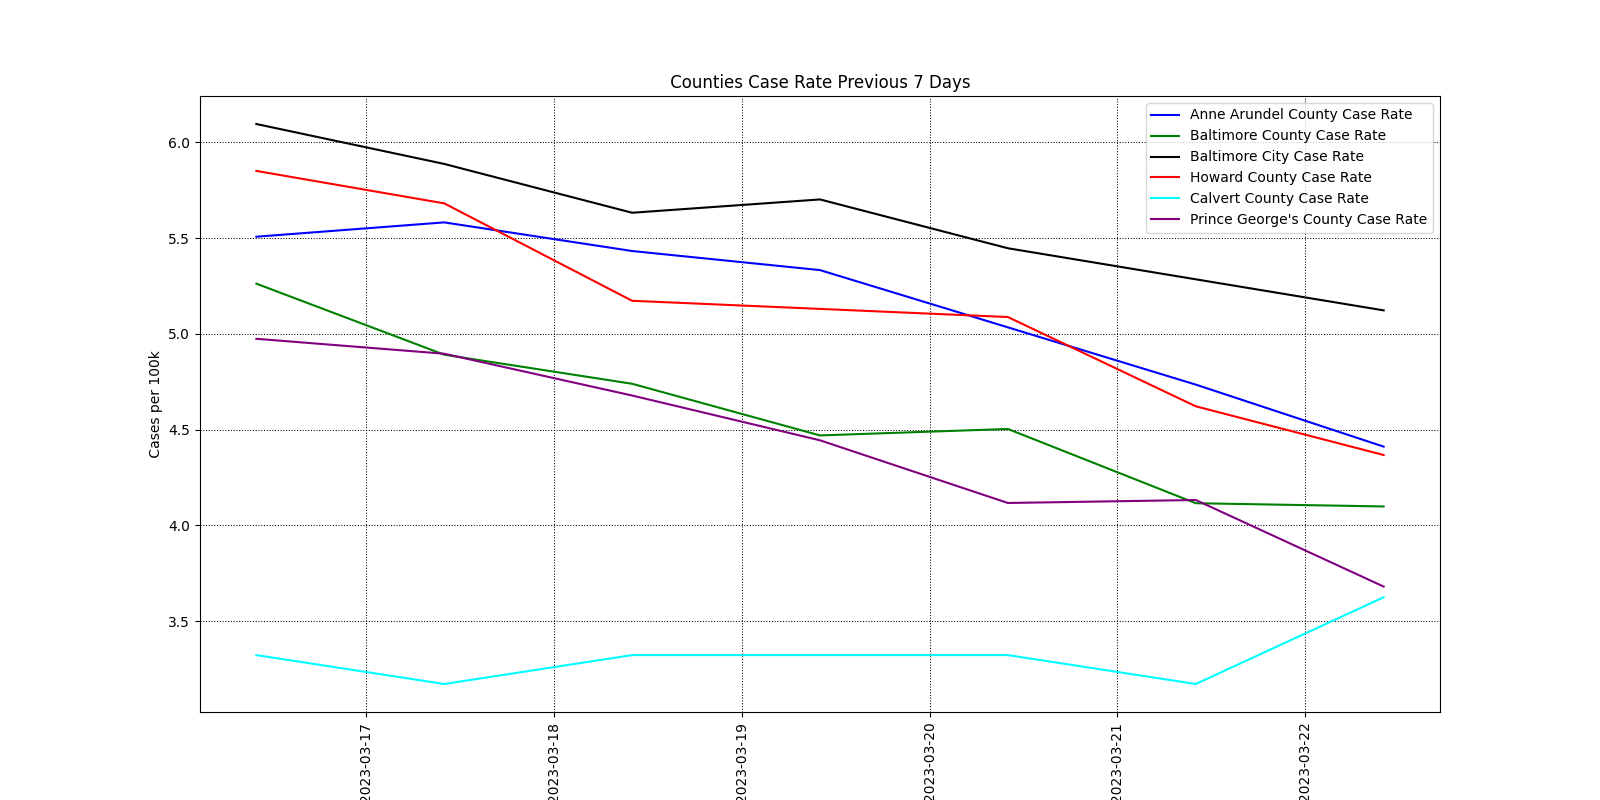 Counties Case Rate Previous 7 Days
Anne Arundel County Case Rate
Baltimore County Case Rate
Baltimore City Case Rate
Howard County Case Rate
Calvert County Case Rate
Prince George's County Case Rate
Cases per 100k
6.0
5.5
5.0
4.5
4.0
3.5
2023-03-17
2023-03-18
2023-03-19
2023-03-20
2023-03-21
2023-03-22